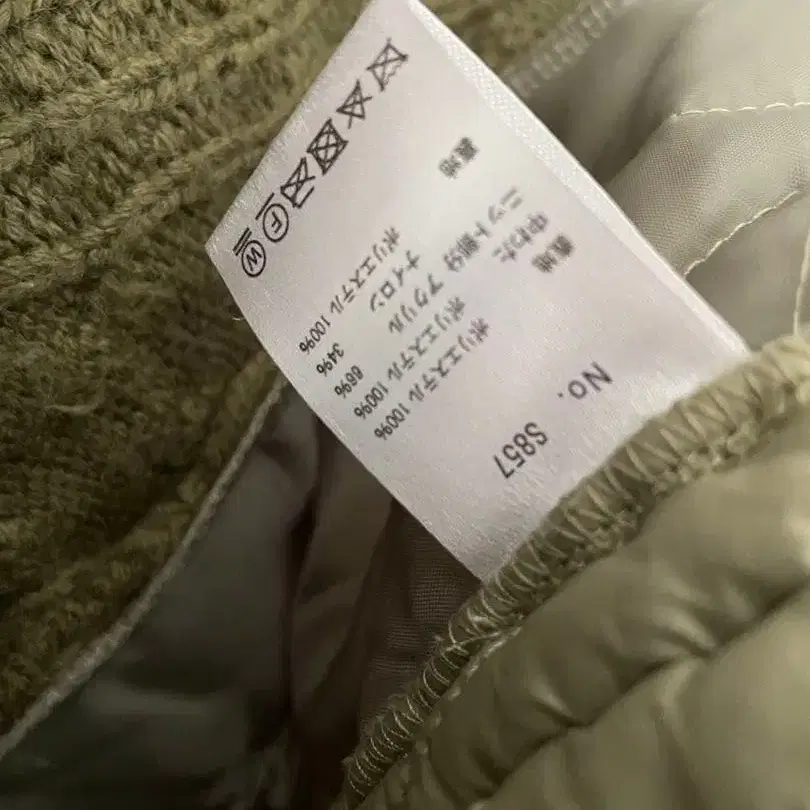 No. S857
表地 ポリエステル 100%
中わた ポリエステル 100%
ニット部分 アクリル 66%
ナイロン 34%
裏地 ポリエステル 100%
F W